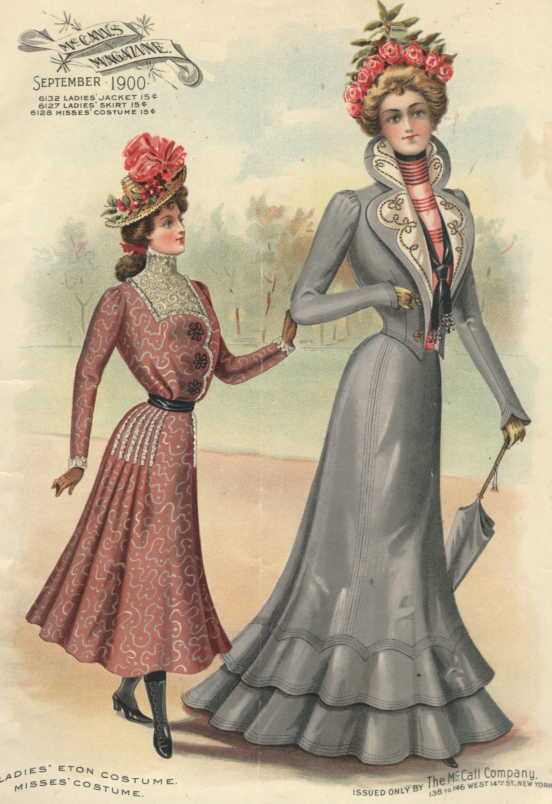 McCALL'S
MAGAZINE.
SEPTEMBER · 1900.
6132 LADIES' JACKET 15¢
6127 LADIES' SKIRT 15¢
6128 MISSES' COSTUME 15¢
LADIES' ETON COSTUME.
MISSES' COSTUME.
ISSUED ONLY BY The McCall Company,
138 TO 146 WEST 14TH ST. NEW YORK